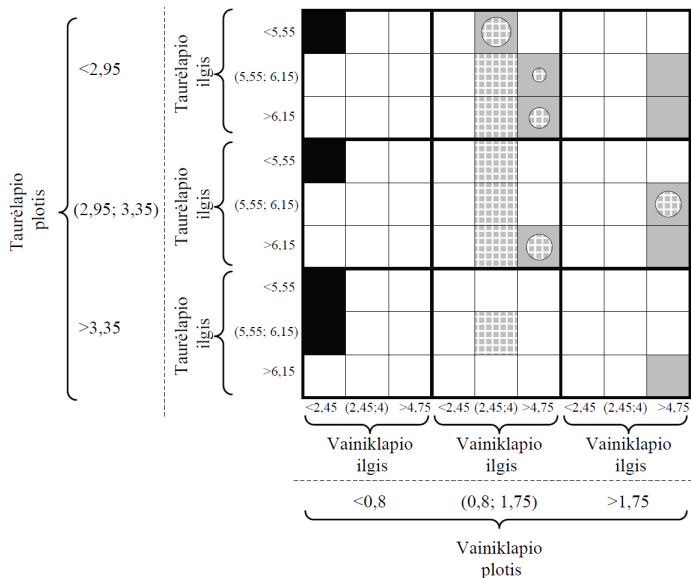 Taurėlapio
plotis
<2,95
Taurėlapio
ilgis
<5,55
(5,55; 6,15)
>6,15
(2,95; 3,35)
Taurėlapio
ilgis
<5,55
(5,55; 6,15)
>6,15
>3,35
Taurėlapio
ilgis
<5,55
(5,55; 6,15)
>6,15
<2,45 (2,45;4) >4,75 <2,45 (2,45;4) >4,75 <2,45 (2,45;4) >4,75
Vainiklapio Vainiklapio Vainiklapio
ilgis ilgis ilgis
<0,8 (0,8; 1,75) >1,75
Vainiklapio
plotis